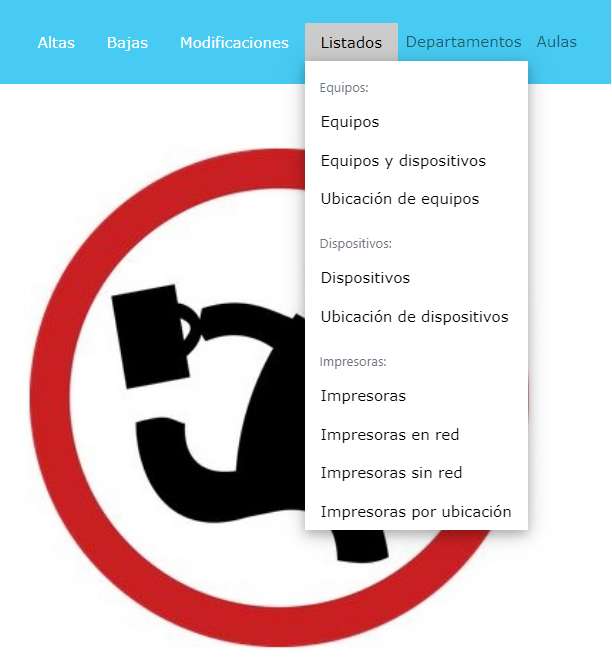 Altas Bajas Modificaciones Listados Departamentos Aulas
Equipos:
Equipos
Equipos y dispositivos
Ubicación de equipos
Dispositivos:
Dispositivos
Ubicación de dispositivos
Impresoras:
Impresoras
Impresoras en red
Impresoras sin red
Impresoras por ubicación